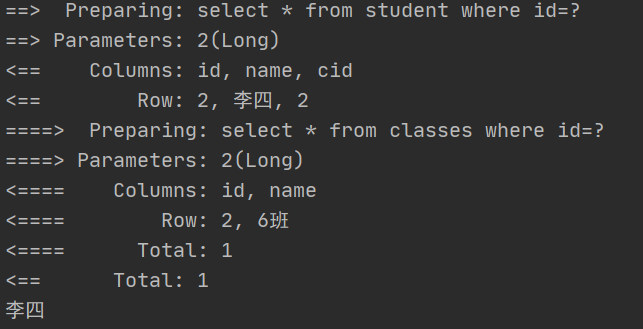 ==>  Preparing: select * from student where id=?
==> Parameters: 2(Long)
<==    Columns: id, name, cid
<==        Row: 2, 李四, 2
====>  Preparing: select * from classes where id=?
====> Parameters: 2(Long)
<====    Columns: id, name
<====        Row: 2, 6班
<====      Total: 1
<==      Total: 1
李四